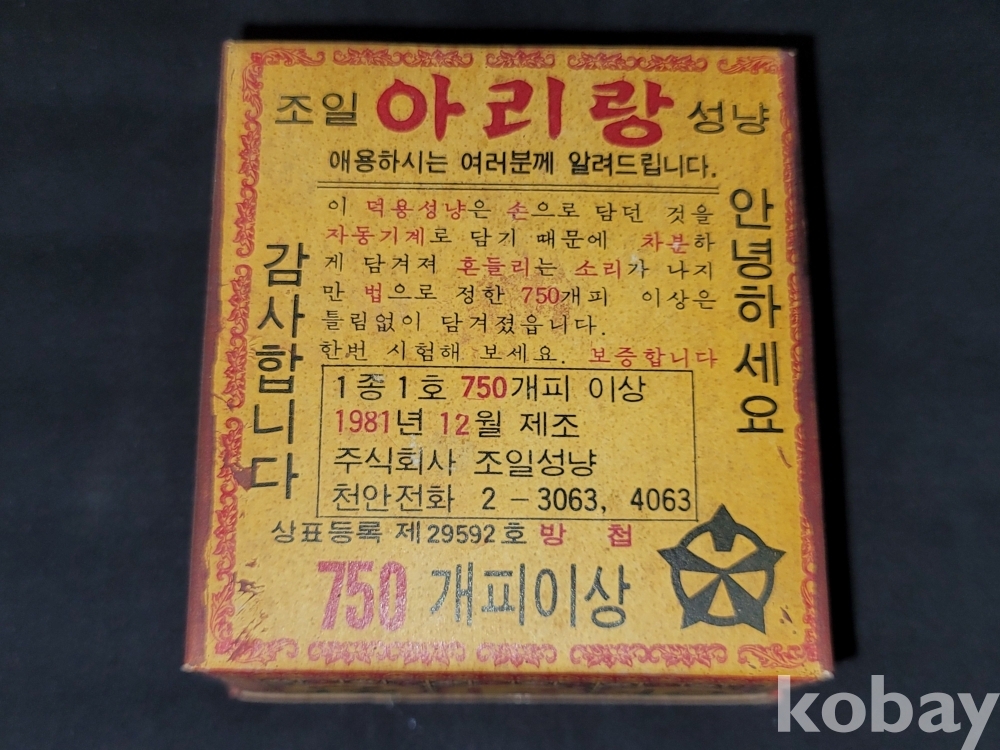 조일 아리랑 성냥
애용하시는 여러분께 알려드립니다.
안녕하세요
감사합니다
이 덕용성냥은 손으로 담던 것을
자동기계로 담기 때문에 차분하
게 담겨져 흔들리는 소리가 나지
만 법으로 정한 750개피 이상은
틀림없이 담겨졌읍니다.
한번 시험해 보세요. 보증합니다
1종1호 750개피 이상
1981년 12월 제조
주식회사 조일성냥
천안전화 2-3063, 4063
상표등록 제29592호 방 첩
750 개피이상
kobay